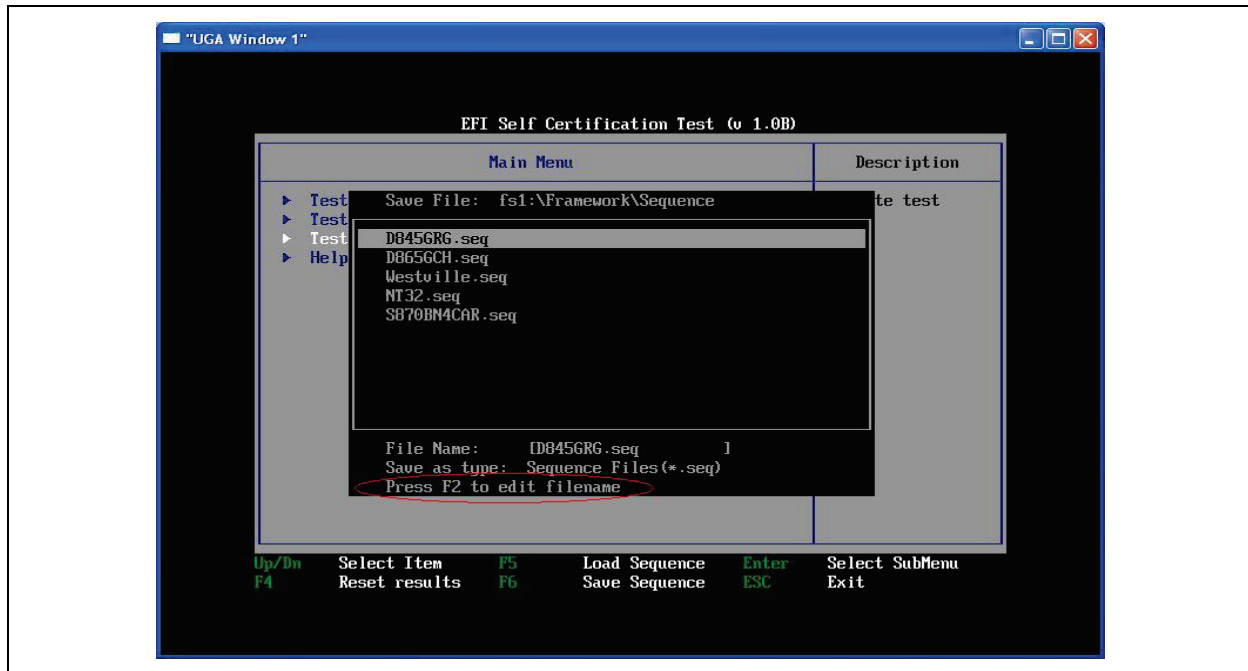 "UGA Window 1"
EFI Self Certification Test (v 1.0B)
Main Menu
Description
Test
Test
Test
Help
te test
Save File: fs1:\Framework\Sequence
D845GRG.seq
D865GCH.seq
Westville.seq
NT32.seq
S870BN4CAR.seq
File Name: [D845GRG.seq ]
Save as type: Sequence Files(*.seq)
Press F2 to edit filename
Up/Dn Select Item F5 Load Sequence Enter Select SubMenu
F4 Reset results F6 Save Sequence ESC Exit